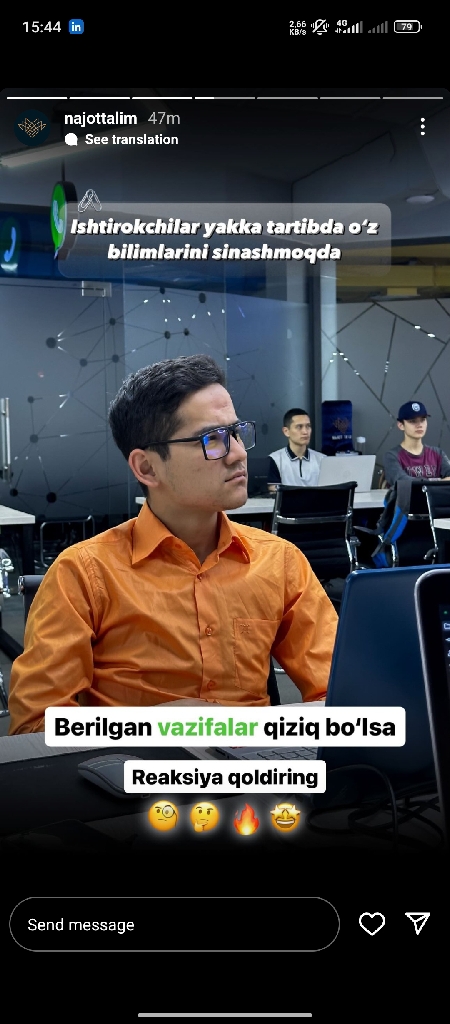 15:44
2,66
KB/s
4G
79
najottalim 47m
See translation
Ishtirokchilar yakka tartibda o‘z
bilimlarini sinashmoqda
Berilgan vazifalar qiziq bo‘lsa
Reaksiya qoldiring
Send message